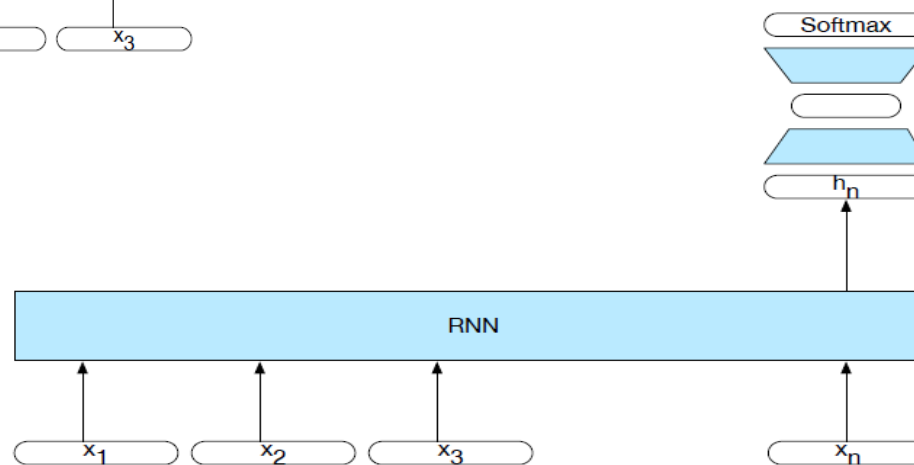 Softmax
x₃
hₙ
RNN
x₁ x₂ x₃ xₙ